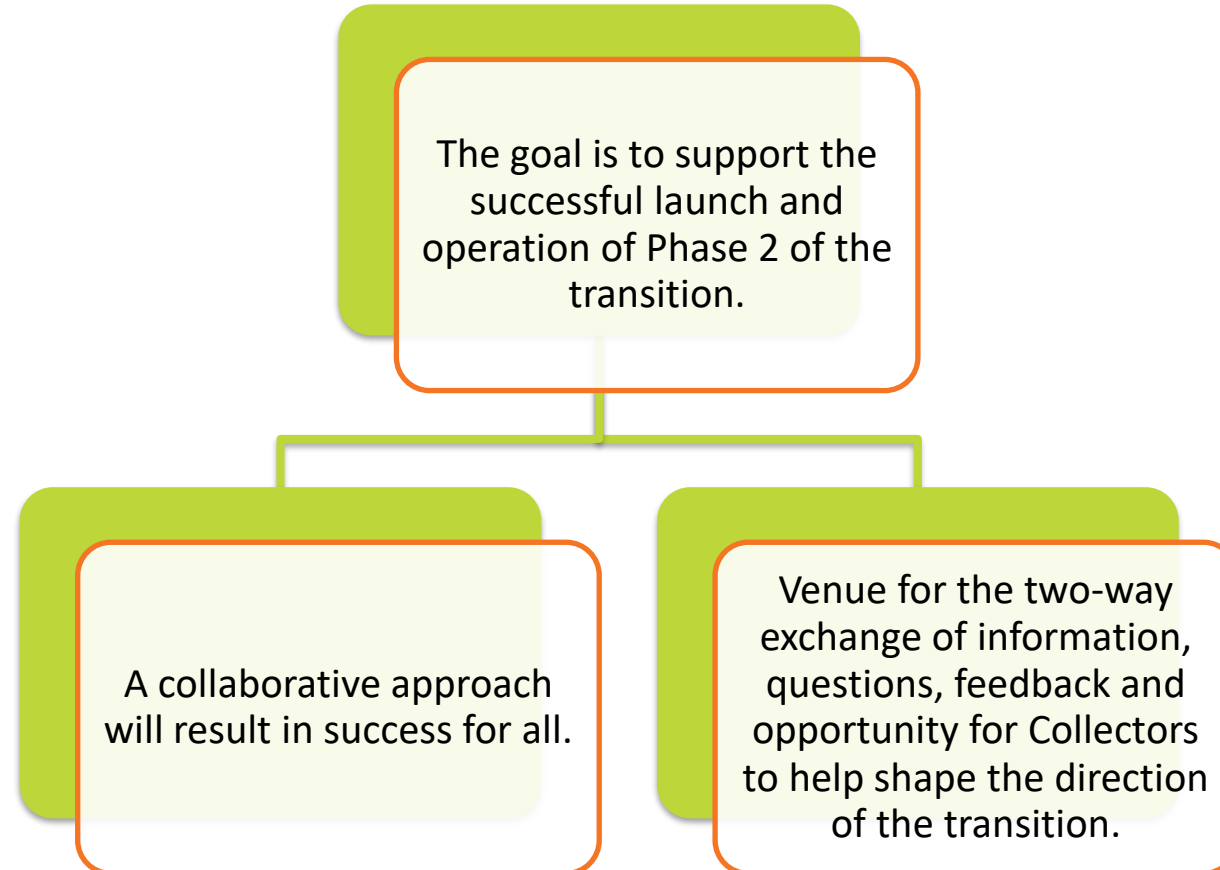 The goal is to support the
successful launch and
operation of Phase 2 of the
transition.
A collaborative approach
will result in success for all.
Venue for the two-way
exchange of information,
questions, feedback and
opportunity for Collectors
to help shape the direction
of the transition.